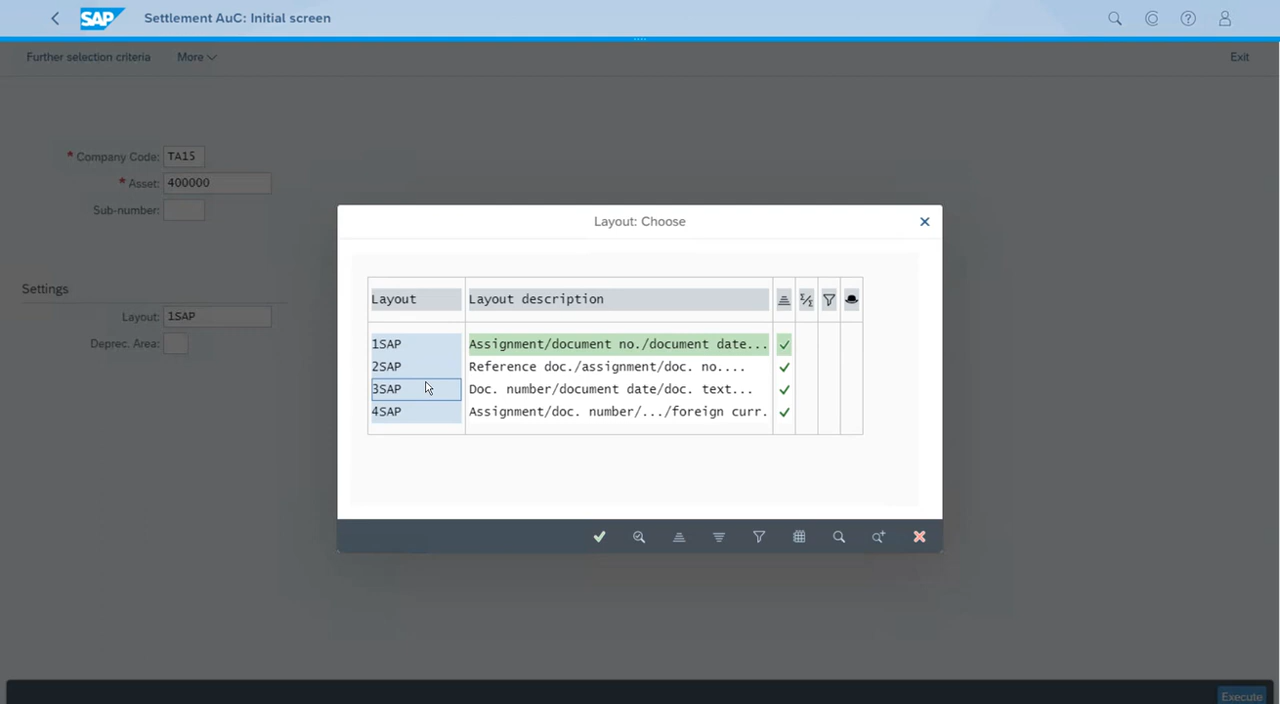 SAP Settlement AuC: Initial screen
Further selection criteria More Exit
* Company Code: TA15
* Asset: 400000
Sub-number:
Settings
Layout: 1SAP
Deprec. Area:
Layout: Choose
Layout Layout description
1SAP Assignment/document no./document date...
2SAP Reference doc./assignment/doc. no....
3SAP Doc. number/document date/doc. text...
4SAP Assignment/doc. number/.../foreign curr.
Execute